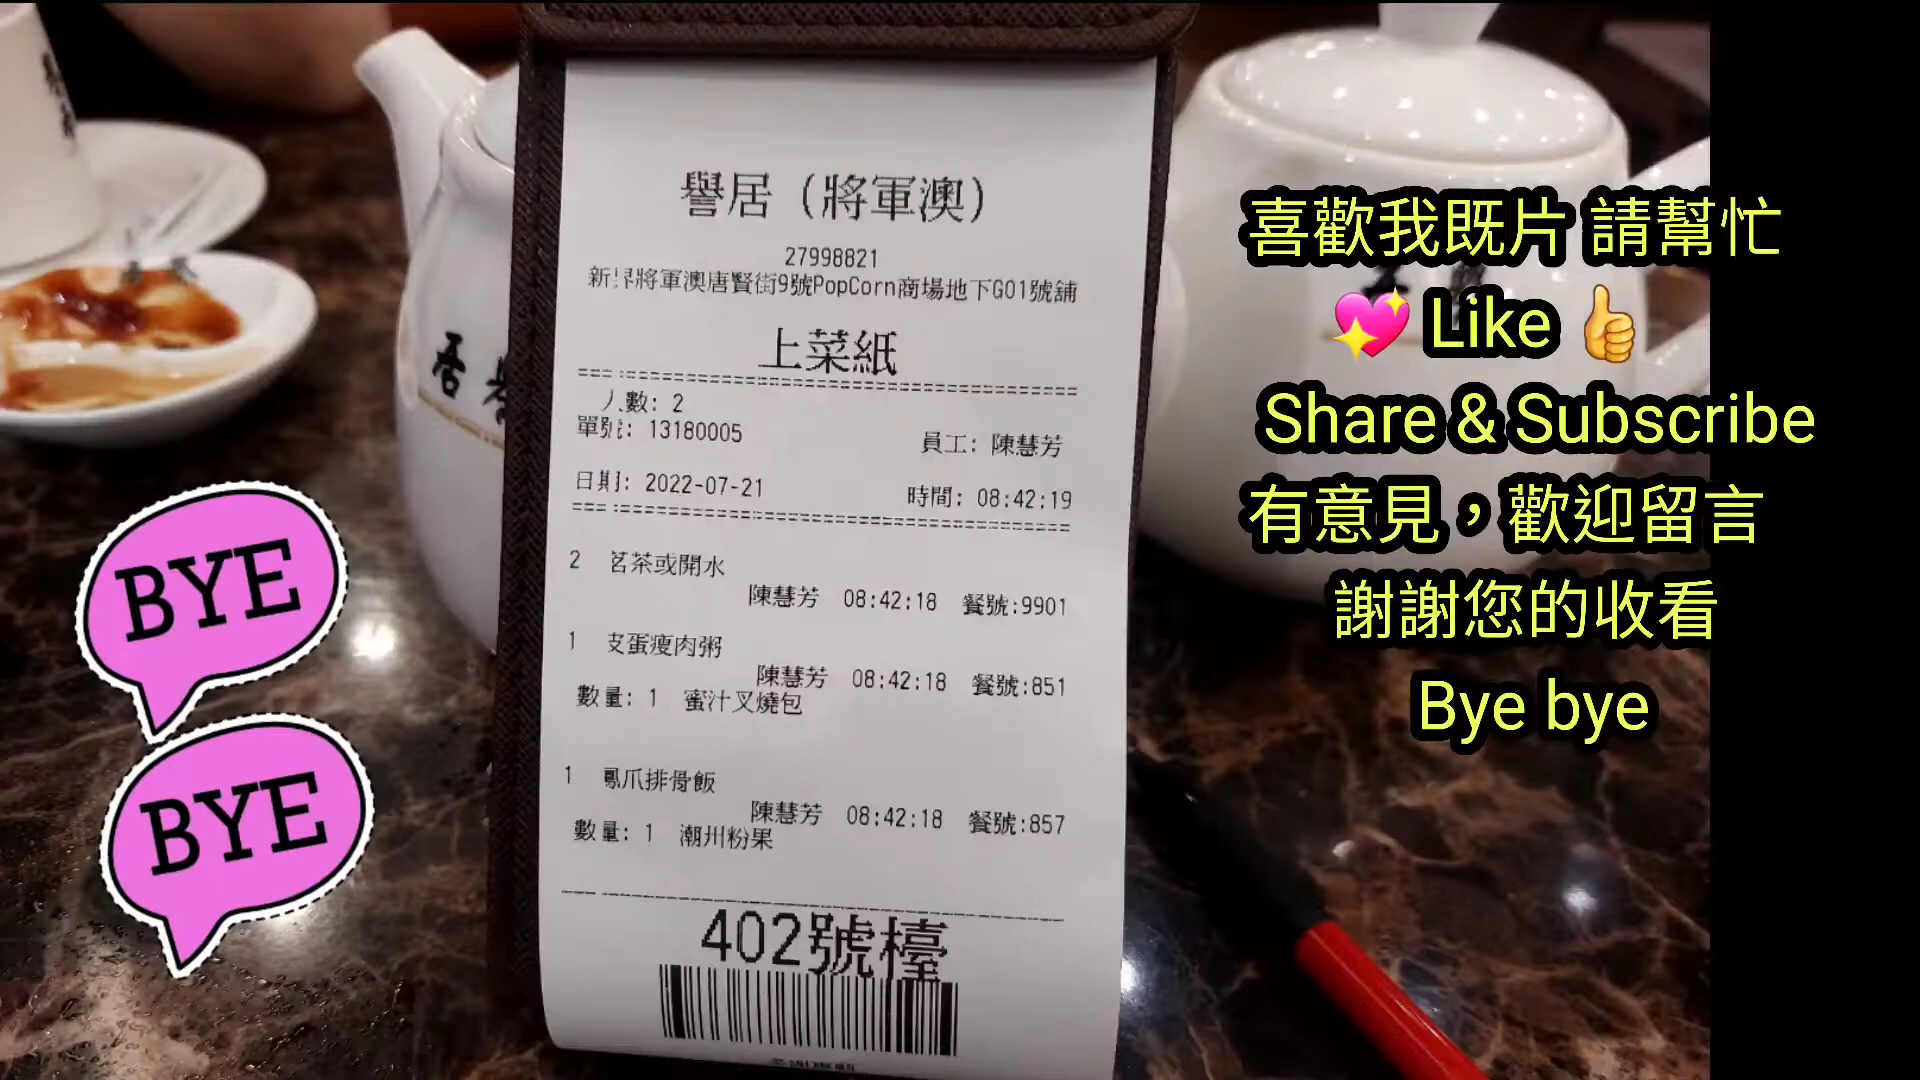 譽居（將軍澳）
27998821
新界將軍澳唐賢街9號PopCorn商場地下G01號舖
上菜紙
人數: 2
單號: 13180005
員工: 陳慧芳
日期: 2022-07-21
時間: 08:42:19
2 茗茶或開水
陳慧芳 08:42:18 餐號:9901
1 皮蛋瘦肉粥
陳慧芳 08:42:18 餐號:851
數量: 1 蜜汁叉燒包
1 鳳爪排骨飯
陳慧芳 08:42:18 餐號:857
數量: 1 潮州粉果
402號檯
喜歡我既片 請幫忙
💖 Like 👍
Share & Subscribe
有意見，歡迎留言
謝謝您的收看
Bye bye
BYE
BYE